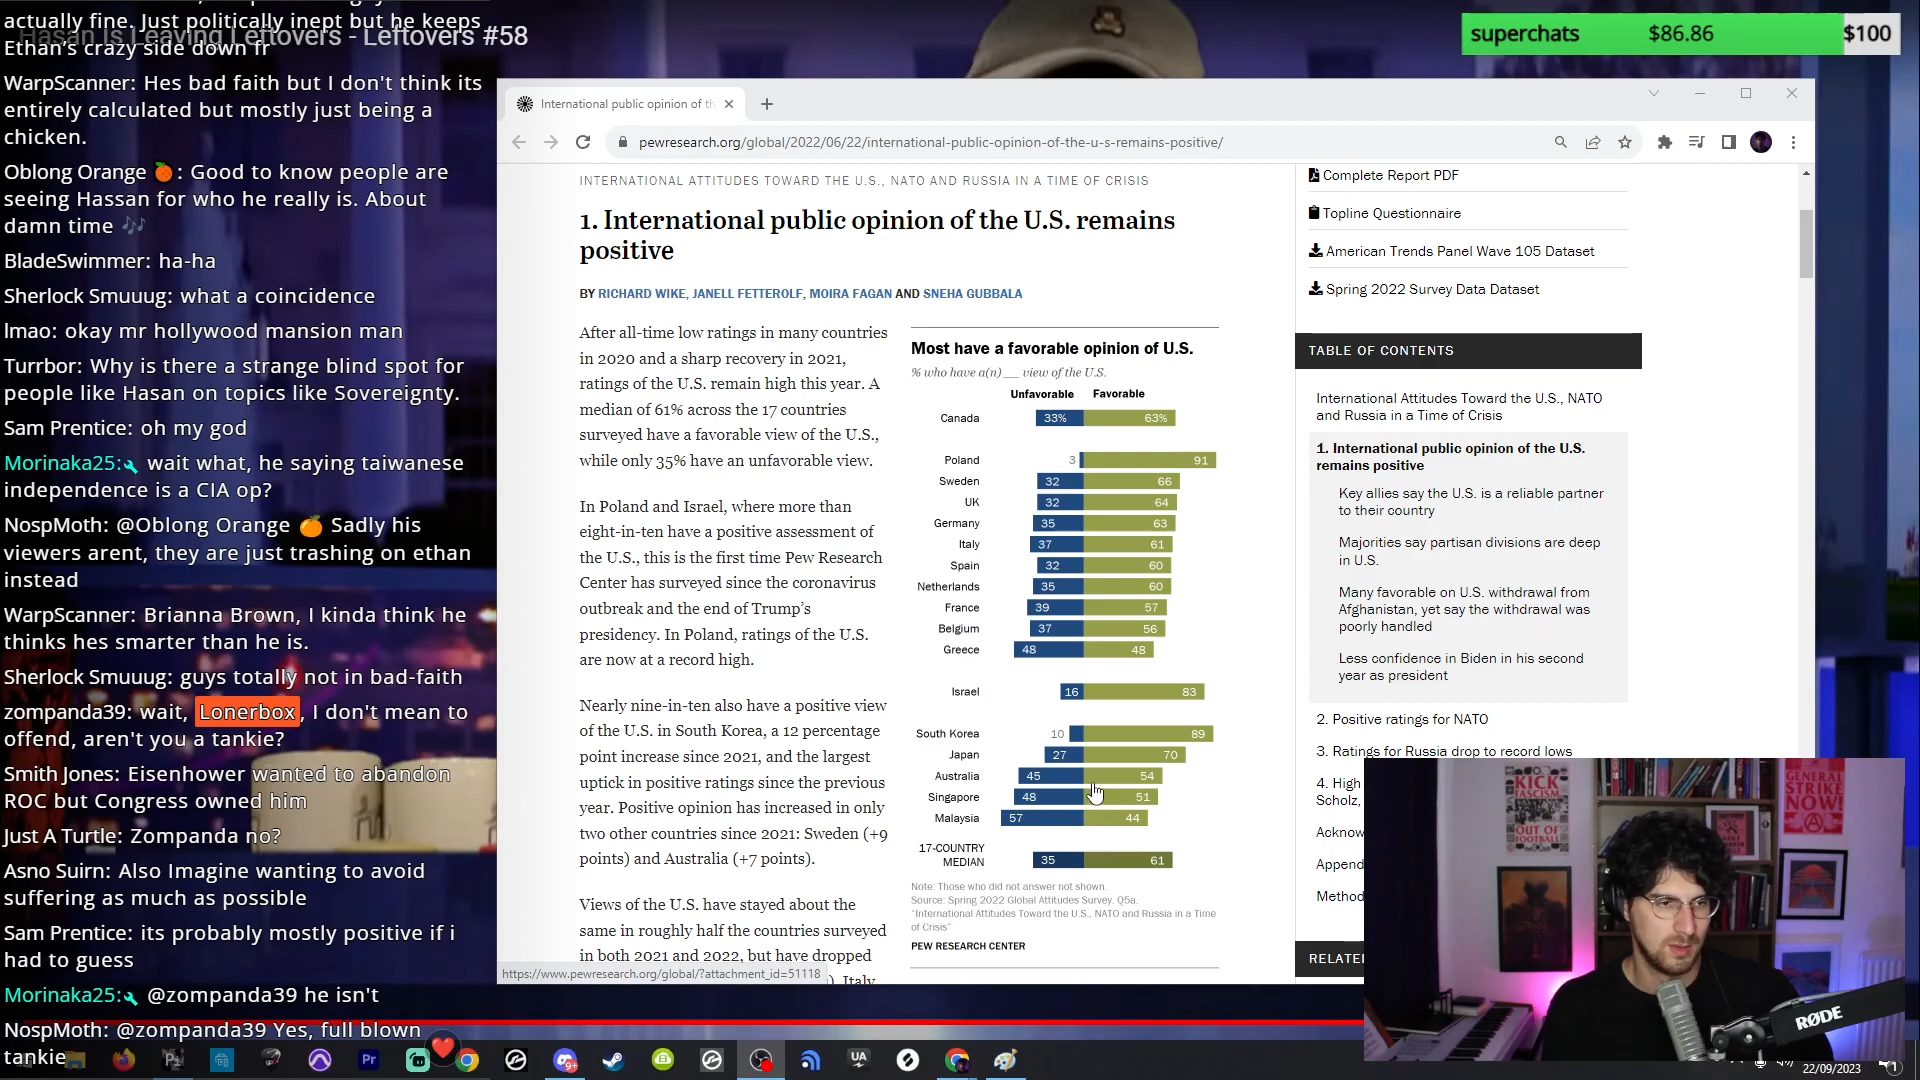 actually fine. Just politically inept but he keeps
Ethan's crazy side down fr
Hasan Is Leaving Leftovers - Leftovers #58
WarpScanner: Hes bad faith but I don't think its
entirely calculated but mostly just being a
chicken.
Oblong Orange 🍊: Good to know people are
seeing Hassan for who he really is. About
damn time 🎶
BladeSwimmer: ha-ha
Sherlock Smuuug: what a coincidence
lmao: okay mr hollywood mansion man
Turrbor: Why is there a strange blind spot for
people like Hasan on topics like Sovereignty.
Sam Prentice: oh my god
Morinaka25: wait what, he saying taiwanese
independence is a CIA op?
NospMoth: @Oblong Orange 🍊 Sadly his
viewers arent, they are just trashing on ethan
instead
WarpScanner: Brianna Brown, I kinda think he
thinks hes smarter than he is.
Sherlock Smuuug: guys totally not in bad-faith
zompanda39: wait, Lonerbox, I don't mean to
offend, aren't you a tankie?
Smith Jones: Eisenhower wanted to abandon
ROC but Congress owned him
Just A Turtle: Zompanda no?
Asno Suirn: Also Imagine wanting to avoid
suffering as much as possible
Sam Prentice: its probably mostly positive if i
had to guess
Morinaka25: @zompanda39 he isn't
NospMoth: @zompanda39 Yes, full blown
tankie
superchats $86.86 $100
International public opinion of th
pewresearch.org/global/2022/06/22/international-public-opinion-of-the-u-s-remains-positive/
INTERNATIONAL ATTITUDES TOWARD THE U.S., NATO AND RUSSIA IN A TIME OF CRISIS
1. International public opinion of the U.S. remains
positive
BY RICHARD WIKE, JANELL FETTEROLF, MOIRA FAGAN AND SNEHA GUBBALA
After all-time low ratings in many countries
in 2020 and a sharp recovery in 2021,
ratings of the U.S. remain high this year. A
median of 61% across the 17 countries
surveyed have a favorable view of the U.S.,
while only 35% have an unfavorable view.
In Poland and Israel, where more than
eight-in-ten have a positive assessment of
the U.S., this is the first time Pew Research
Center has surveyed since the coronavirus
outbreak and the end of Trump's
presidency. In Poland, ratings of the U.S.
are now at a record high.
Nearly nine-in-ten also have a positive view
of the U.S. in South Korea, a 12 percentage
point increase since 2021, and the largest
uptick in positive ratings since the previous
year. Positive opinion has increased in only
two other countries since 2021: Sweden (+9
points) and Australia (+7 points).
Views of the U.S. have stayed about the
same in roughly half the countries surveyed
in both 2021 and 2022, but have dropped
), Italy
https://www.pewresearch.org/global/?attachment_id=51118
Most have a favorable opinion of U.S.
% who have a(n) __ view of the U.S.
Unfavorable Favorable
Canada 33% 63%
Poland 3 91
Sweden 32 66
UK 32 64
Germany 35 63
Italy 37 61
Spain 32 60
Netherlands 35 60
France 39 57
Belgium 37 56
Greece 48 48
Israel 16 83
South Korea 10 89
Japan 27 70
Australia 45 54
Singapore 48 51
Malaysia 57 44
17-COUNTRY
MEDIAN 35 61
Note: Those who did not answer not shown.
Source: Spring 2022 Global Attitudes Survey. Q5a.
"International Attitudes Toward the U.S., NATO and Russia in a Time
of Crisis"
PEW RESEARCH CENTER
Complete Report PDF
Topline Questionnaire
American Trends Panel Wave 105 Dataset
Spring 2022 Survey Data Dataset
TABLE OF CONTENTS
International Attitudes Toward the U.S., NATO
and Russia in a Time of Crisis
1. International public opinion of the U.S.
remains positive
Key allies say the U.S. is a reliable partner
to their country
Majorities say partisan divisions are deep
in U.S.
Many favorable on U.S. withdrawal from
Afghanistan, yet say the withdrawal was
poorly handled
Less confidence in Biden in his second
year as president
2. Positive ratings for NATO
3. Ratings for Russia drop to record lows
4. High
Scholz,
Acknow
Append
Method
RELATE
KICK
FASCISM
OUT OF
FOOTBALL
GENERAL
STRIKE
NOW!
RØDE
Pr
UA
22/09/2023
1